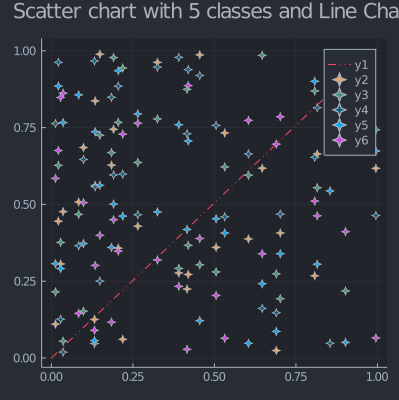 Scatter chart with 5 classes and Line Cha
1.00
0.75
0.50
0.25
0.00
0.00 0.25 0.50 0.75 1.00
y1
y2
y3
y4
y5
y6